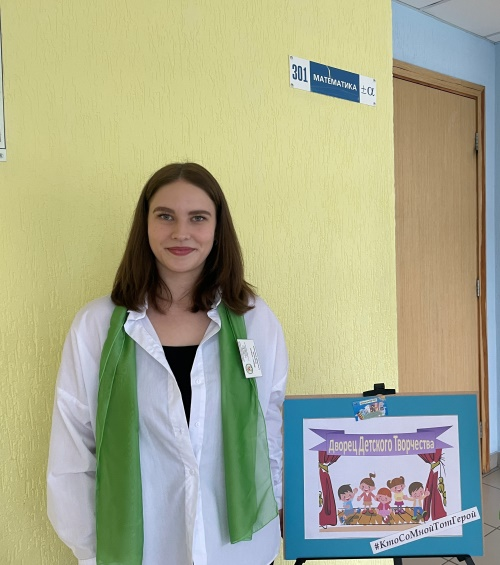 301
МАТЕМАТИКА
±α
Дворец Детского Творчества
#КтоСоМнойТотГерой